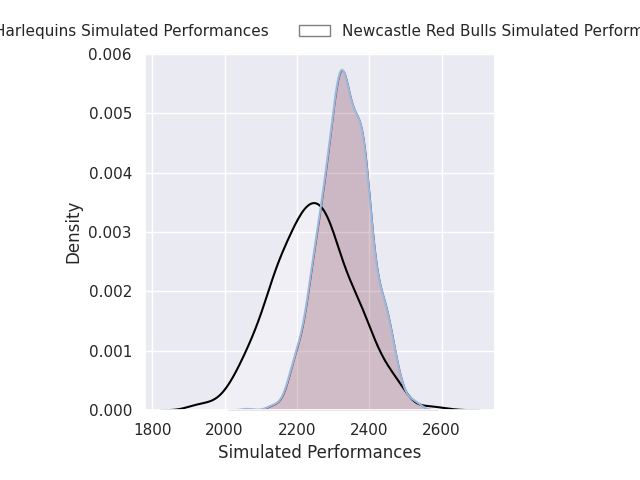 Harlequins Simulated Performances
Newcastle Red Bulls Simulated Perform
0.006
0.005
0.004
0.003
0.002
0.001
0.000
Density
1800 2000 2200 2400 2600
Simulated Performances